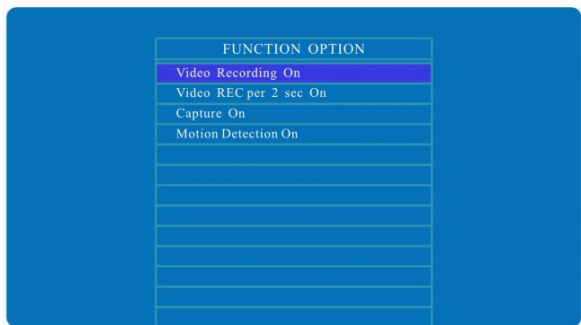 FUNCTION OPTION
Video Recording On
Video REC per 2 sec On
Capture On
Motion Detection On